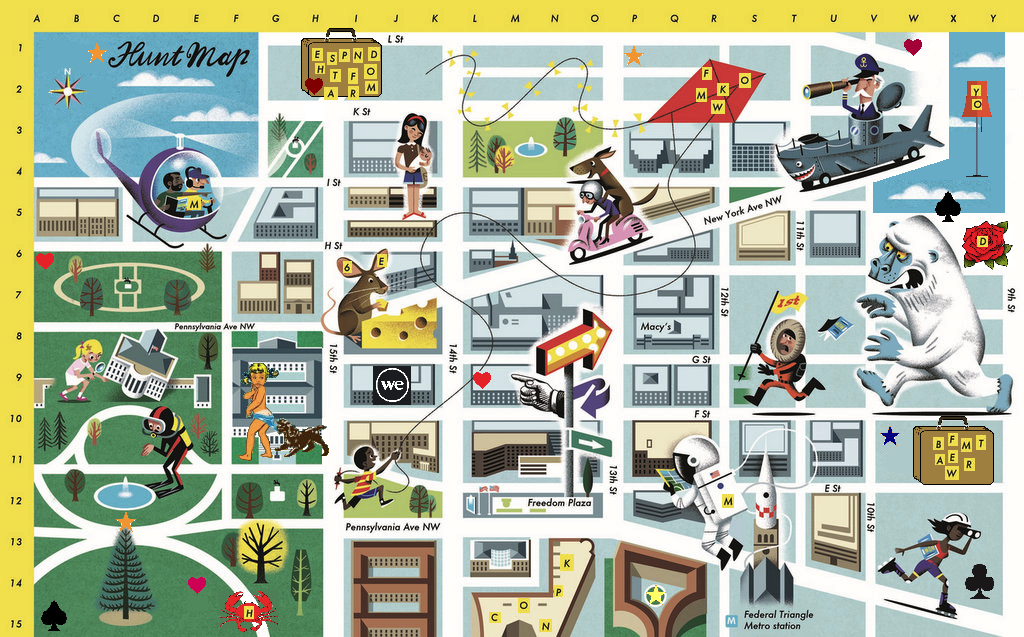 A B C D E F G H I J K L M N O P Q R S T U V W X Y
1
L St
E S P N D
H T F O
A R M
Hunt Map
N
2
F K O
M W
Y
O
K St
3
4
I St
M
5
New York Ave NW
11th St
H St
6
6 E
D
7
12th St
9th St
1st
Macy's
Pennsylvania Ave NW
8
15th St
14th St
G St
9
we
10
F St
B F M T
A E R
W
11
13th St
12
M
E St
Freedom Plaza
10th St
Pennsylvania Ave NW
13
14
K
P
O
C N
H
15
M Federal Triangle
Metro station